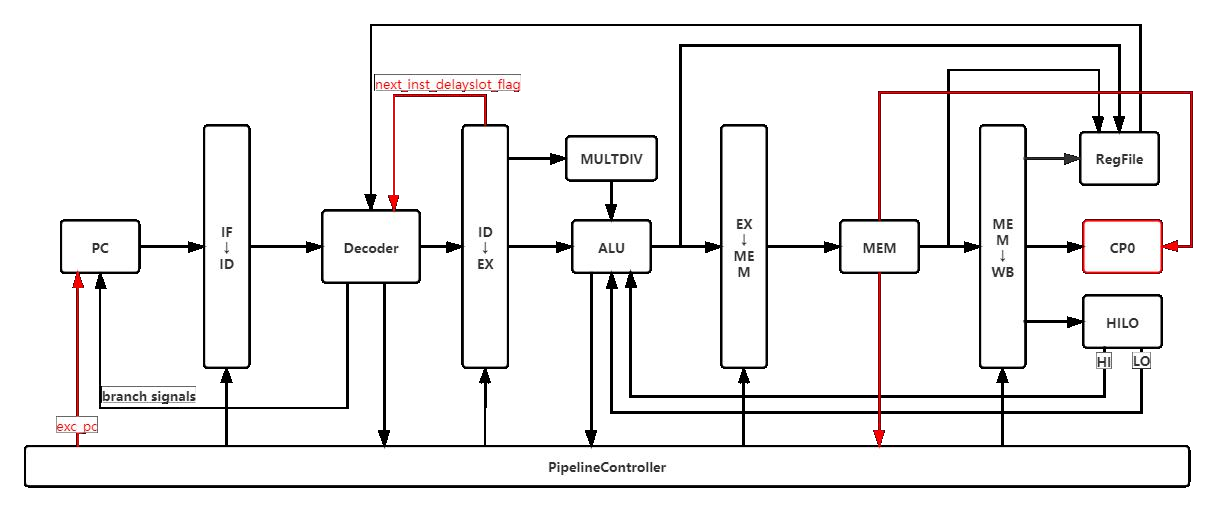 next_inst_delayslot_flag
MULTDIV
RegFile
PC
IF
↓
ID
Decoder
ID
↓
EX
ALU
EX
↓
ME
M
MEM
ME
M
↓
WB
CP0
HILO
HI
LO
branch signals
exc_pc
PipelineController